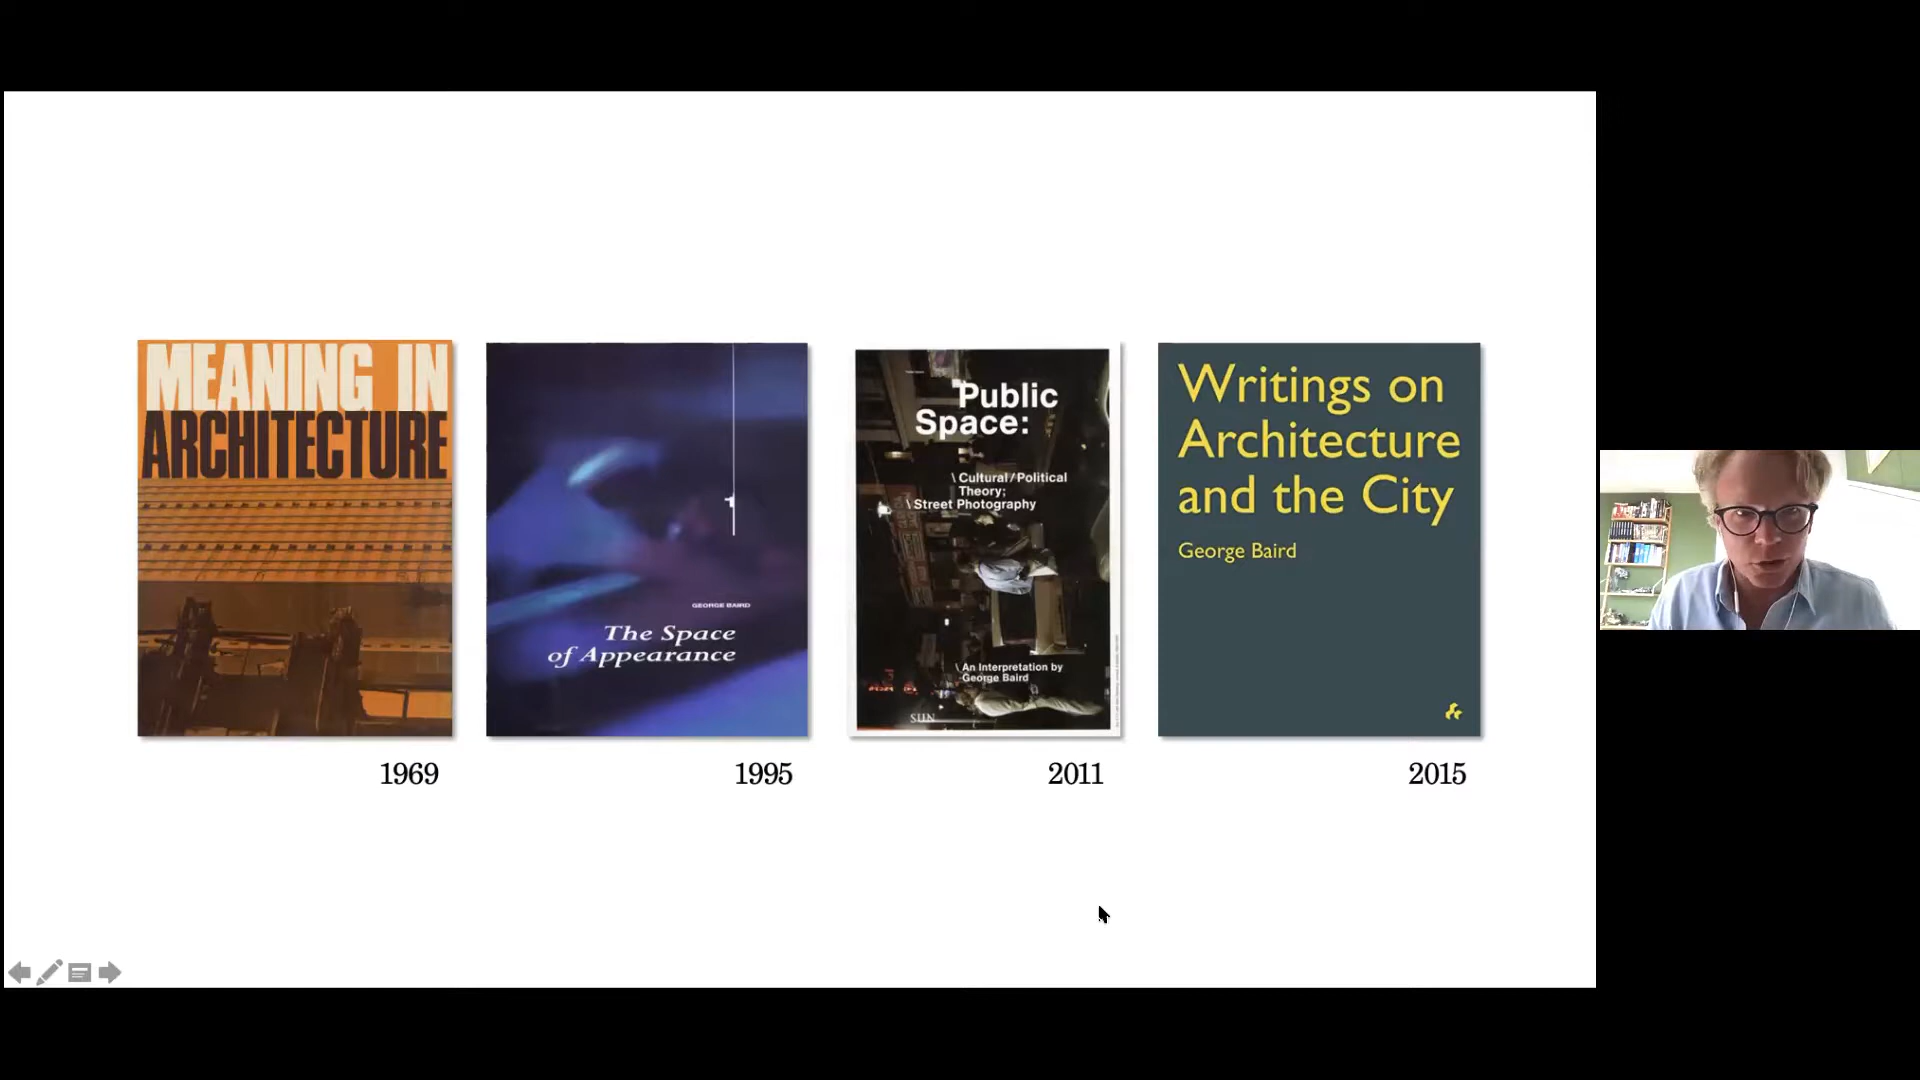 MEANING IN
ARCHITECTURE
1969
1
GEORGE BAIRD
The Space
of Appearance
1995
Public
Space:
\ Cultural/Political
Theory;
\ Street Photography
\ An Interpretation by
George Baird
SUN
2011
Writings on
Architecture
and the City
George Baird
2015